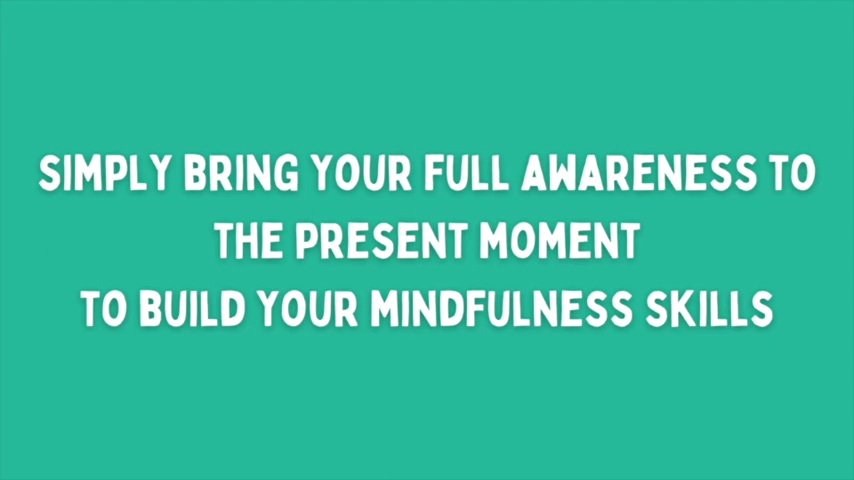 SIMPLY BRING YOUR FULL AWARENESS TO
THE PRESENT MOMENT
TO BUILD YOUR MINDFULNESS SKILLS